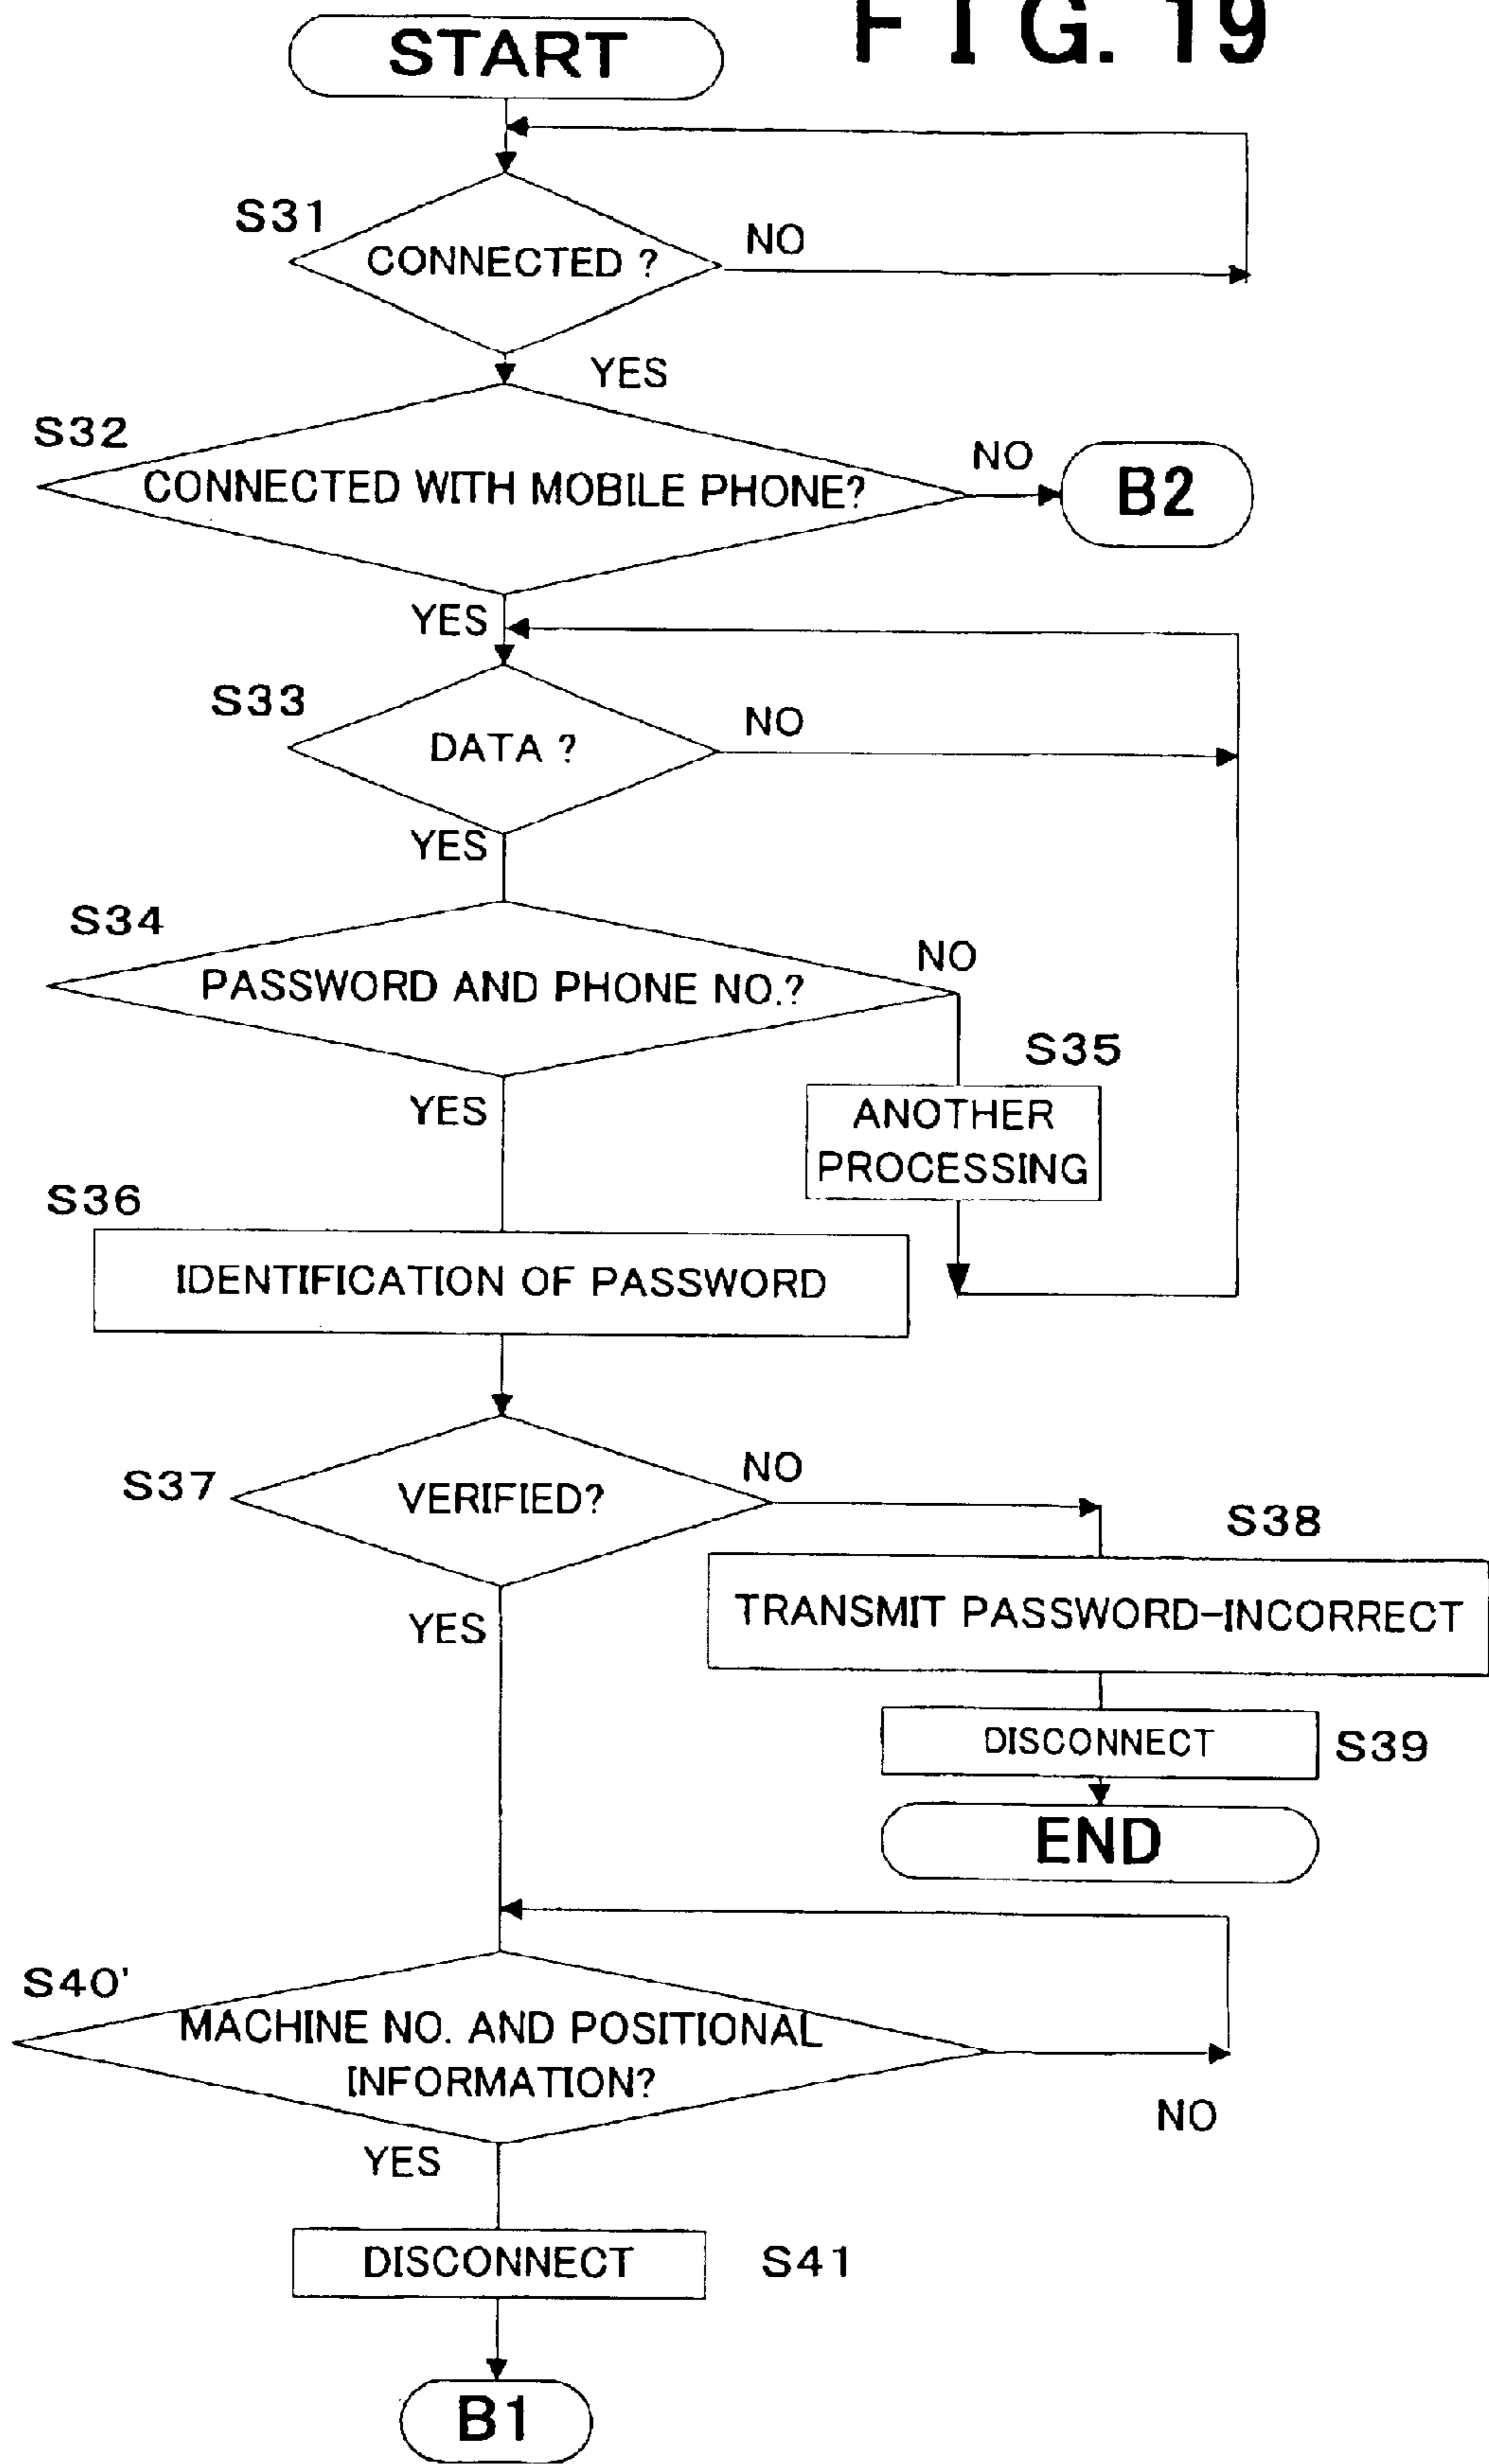 FIG. 19
START
S31
CONNECTED ?
NO
YES
S32
CONNECTED WITH MOBILE PHONE?
NO
B2
YES
S33
DATA ?
NO
YES
S34
PASSWORD AND PHONE NO.?
NO
S35
ANOTHER
PROCESSING
YES
S36
IDENTIFICATION OF PASSWORD
S37
VERIFIED?
NO
S38
TRANSMIT PASSWORD-INCORRECT
YES
DISCONNECT
S39
END
S40'
MACHINE NO. AND POSITIONAL
INFORMATION?
NO
YES
DISCONNECT
S41
B1